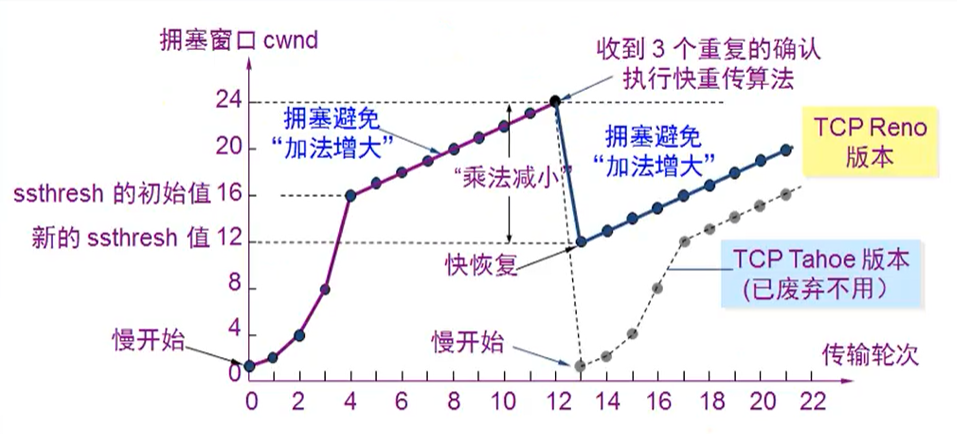 拥塞窗口 cwnd
收到 3 个重复的确认
执行快重传算法
24
拥塞避免
“加法增大”
拥塞避免
“加法增大”
TCP Reno
版本
20
“乘法减小”
ssthresh 的初始值 16
新的 ssthresh 值 12
快恢复
TCP Tahoe 版本
(已废弃不用）
8
4
慢开始
慢开始
传输轮次
0
0 2 4 6 8 10 12 14 16 18 20 22